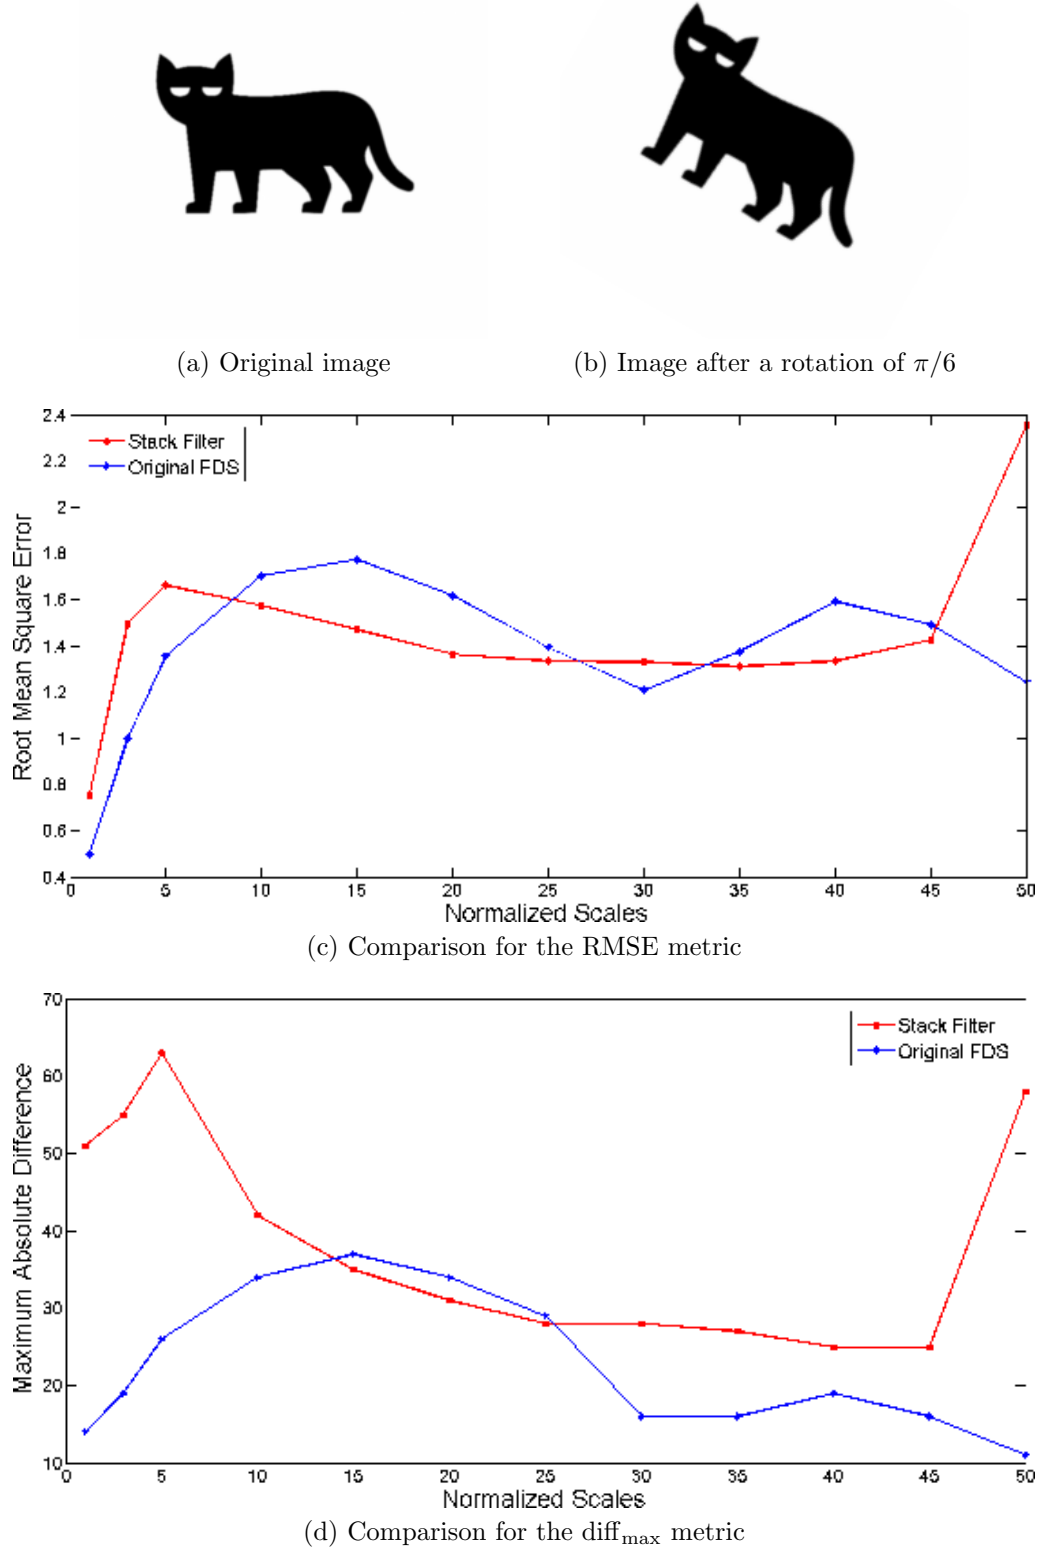 (a) Original image
(b) Image after a rotation of π/6
2.4
2.2
2
1.8
1.6
1.4
1.2
1
0.8
0.6
0.4
Root Mean Square Error
Stack Filter
Original FDS
0 5 10 15 20 25 30 35 40 45 50
Normalized Scales
(c) Comparison for the RMSE metric
70
60
50
40
30
20
10
Maximum Absolute Difference
Stack Filter
Original FDS
0 5 10 15 20 25 30 35 40 45 50
Normalized Scales
(d) Comparison for the diffmax metric